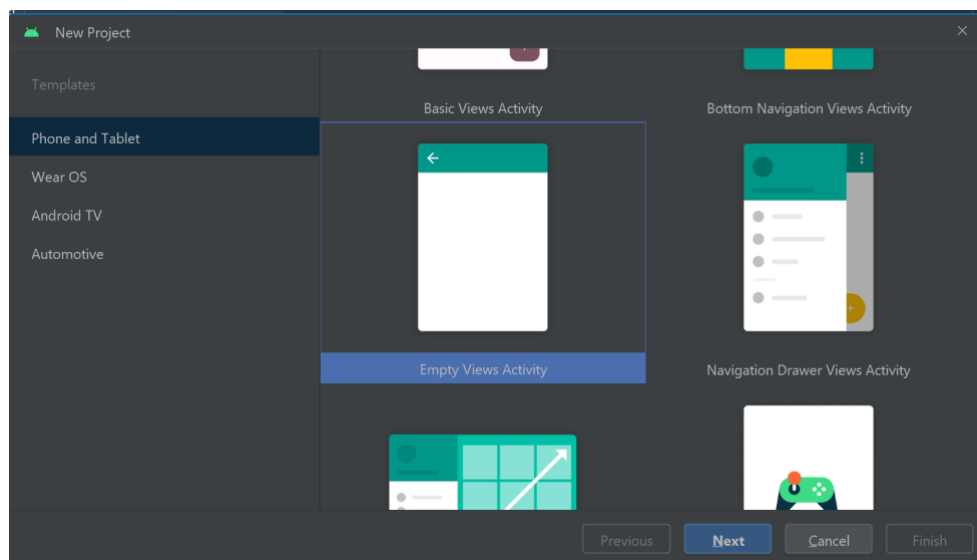 New Project
Templates
Phone and Tablet
Wear OS
Android TV
Automotive
Basic Views Activity
Bottom Navigation Views Activity
Empty Views Activity
Navigation Drawer Views Activity
Previous
Next
Cancel
Finish